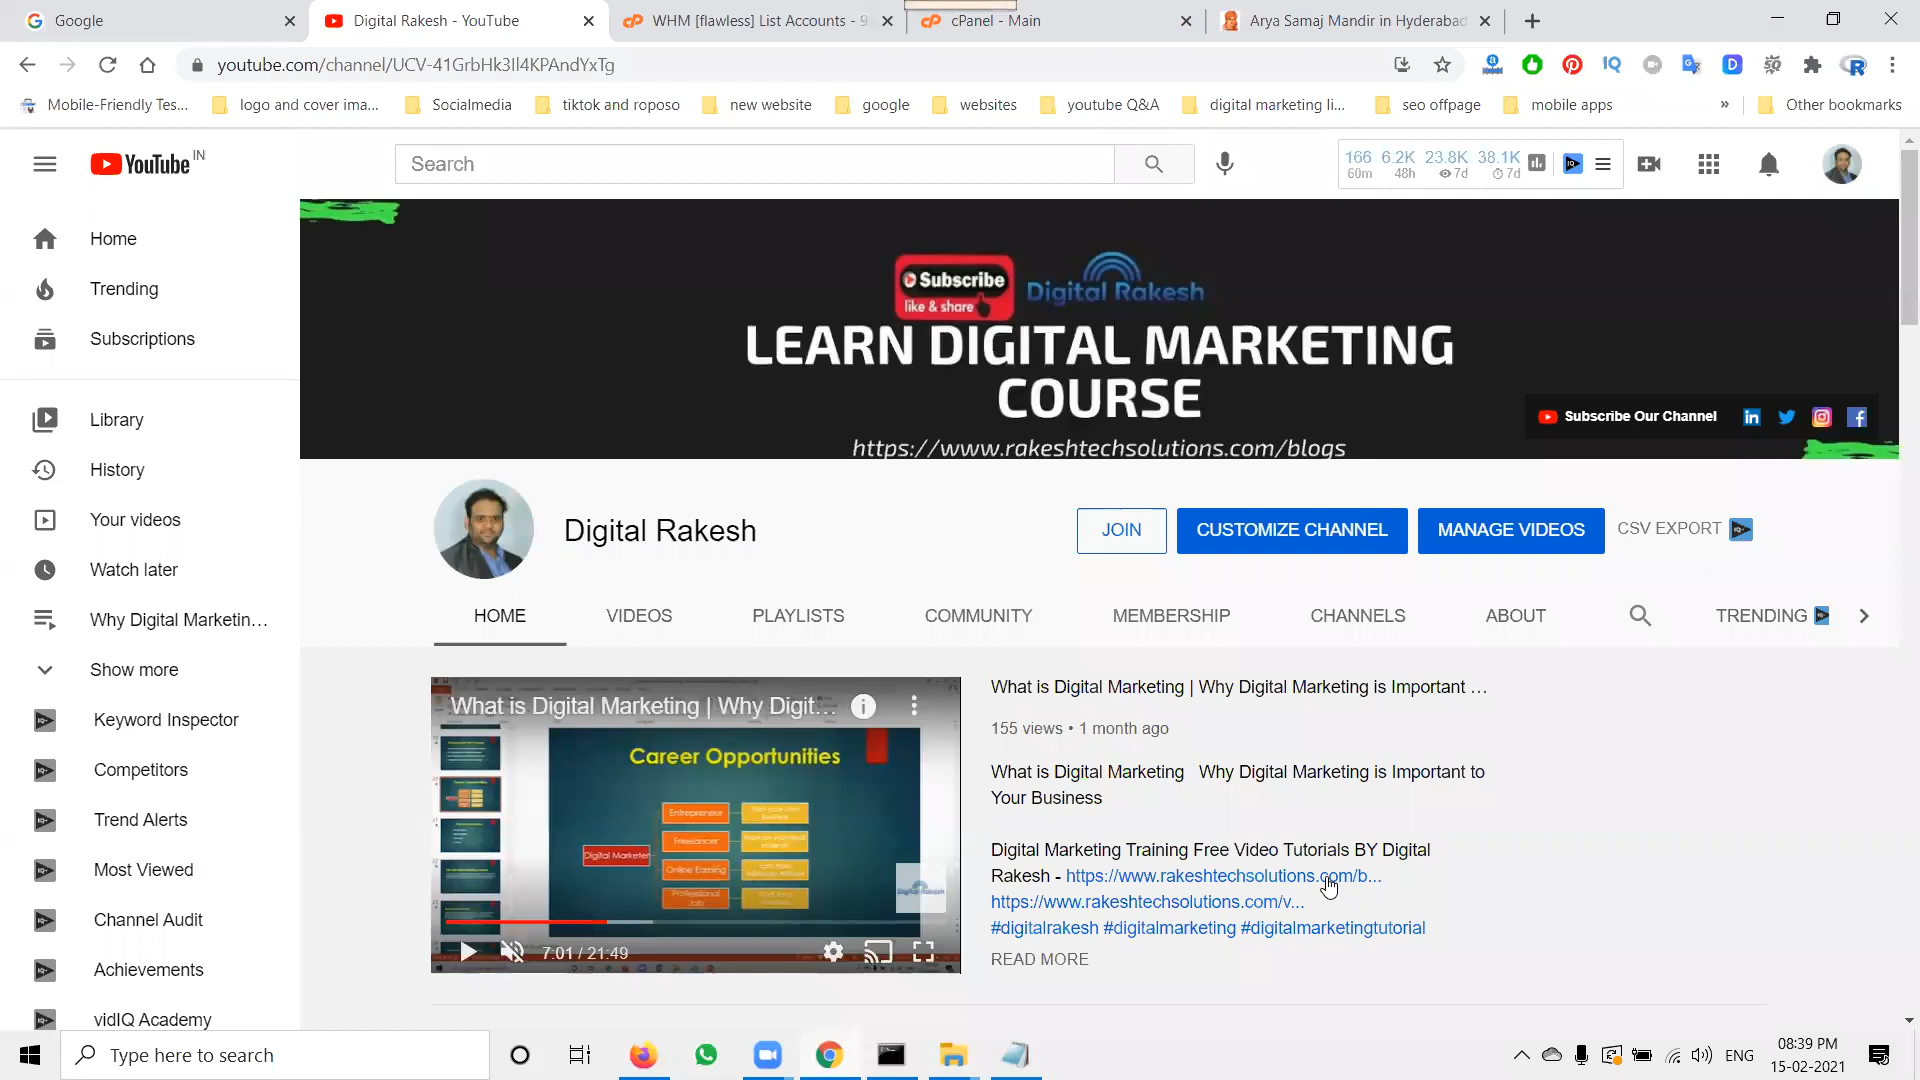 Google
Digital Rakesh - YouTube
WHM [flawless] List Accounts - 9
cPanel - Main
Arya Samaj Mandir in Hyderabad
youtube.com/channel/UCV-41GrbHk3Il4KPAndYxTg
Mobile-Friendly Tes...
logo and cover ima...
Socialmedia
tiktok and roposo
new website
google
websites
youtube Q&A
digital marketing li...
seo offpage
mobile apps
»
Other bookmarks
YouTube IN
Search
166 6.2K 23.8K 38.1K
60m 48h 7d 7d
Home
Trending
Subscriptions
Library
History
Your videos
Watch later
Why Digital Marketin...
Show more
Keyword Inspector
Competitors
Trend Alerts
Most Viewed
Channel Audit
Achievements
vidIQ Academy
Subscribe
like & share
Digital Rakesh
LEARN DIGITAL MARKETING
COURSE
https://www.rakeshtechsolutions.com/blogs
Subscribe Our Channel
Digital Rakesh
JOIN
CUSTOMIZE CHANNEL
MANAGE VIDEOS
CSV EXPORT
HOME
VIDEOS
PLAYLISTS
COMMUNITY
MEMBERSHIP
CHANNELS
ABOUT
TRENDING
What is Digital Marketing | Why Digit...
Career Opportunities
Digital Marketer
Entrepreneur
Freelancer
Online Earning
Professional
Job
7:01 / 21:49
What is Digital Marketing | Why Digital Marketing is Important ...
155 views • 1 month ago
What is Digital Marketing Why Digital Marketing is Important to
Your Business
Digital Marketing Training Free Video Tutorials BY Digital
Rakesh - https://www.rakeshtechsolutions.com/b...
https://www.rakeshtechsolutions.com/v...
#digitalrakesh #digitalmarketing #digitalmarketingtutorial
READ MORE
Type here to search
ENG
08:39 PM
15-02-2021